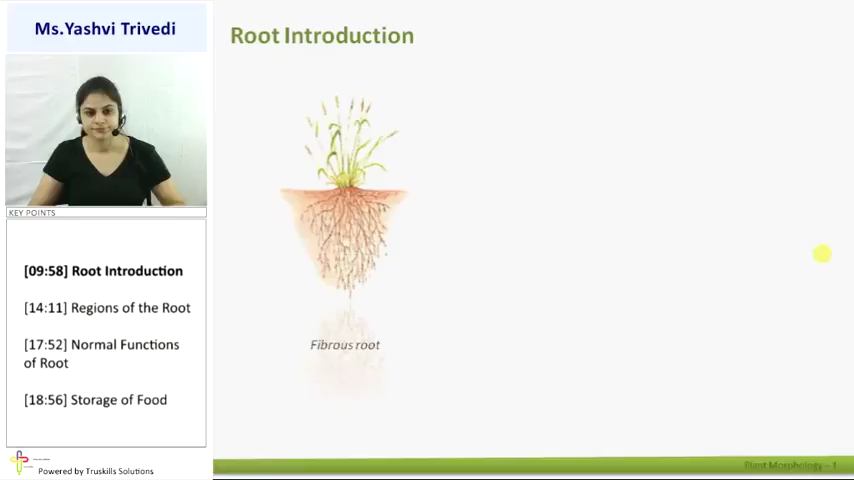 Ms.Yashvi Trivedi
Root Introduction
KEY POINTS
[09:58] Root Introduction
[14:11] Regions of the Root
[17:52] Normal Functions
of Root
[18:56] Storage of Food
Fibrous root
Powered by Truskills Solutions
Plant Morphology – 1